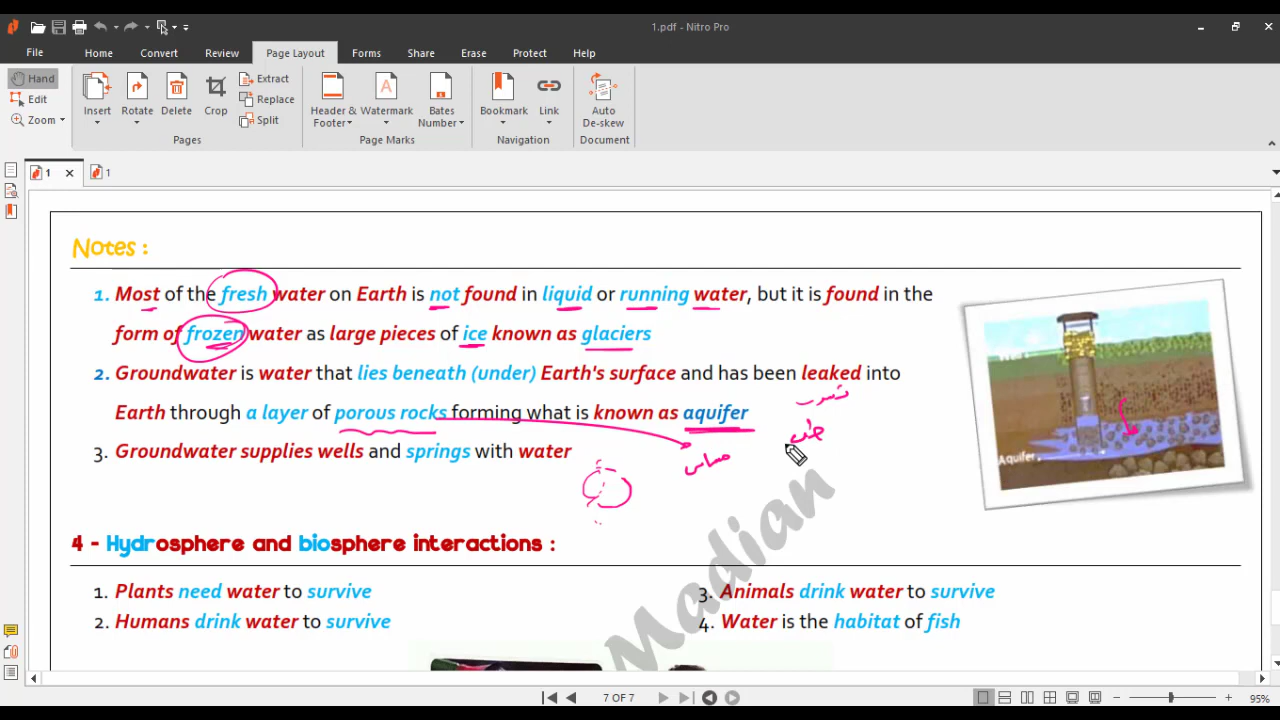 1.pdf - Nitro Pro
File Home Convert Review Page Layout Forms Share Erase Protect Help
Hand
Edit
Zoom
Insert Rotate Delete Crop
Extract
Replace
Split
Pages
Header & Footer Watermark Bates Number
Page Marks
Bookmark Link
Navigation
Auto De-skew
Document
1 1
Notes :
1. Most of the fresh water on Earth is not found in liquid or running water, but it is found in the
form of frozen water as large pieces of ice known as glaciers
2. Groundwater is water that lies beneath (under) Earth's surface and has been leaked into
Earth through a layer of porous rocks forming what is known as aquifer
3. Groundwater supplies wells and springs with water
تسرب
خزان
مسامى
Well
Aquifer
4 - Hydrosphere and biosphere interactions :
1. Plants need water to survive
2. Humans drink water to survive
3. Animals drink water to survive
4. Water is the habitat of fish
Madian
7 OF 7
95%